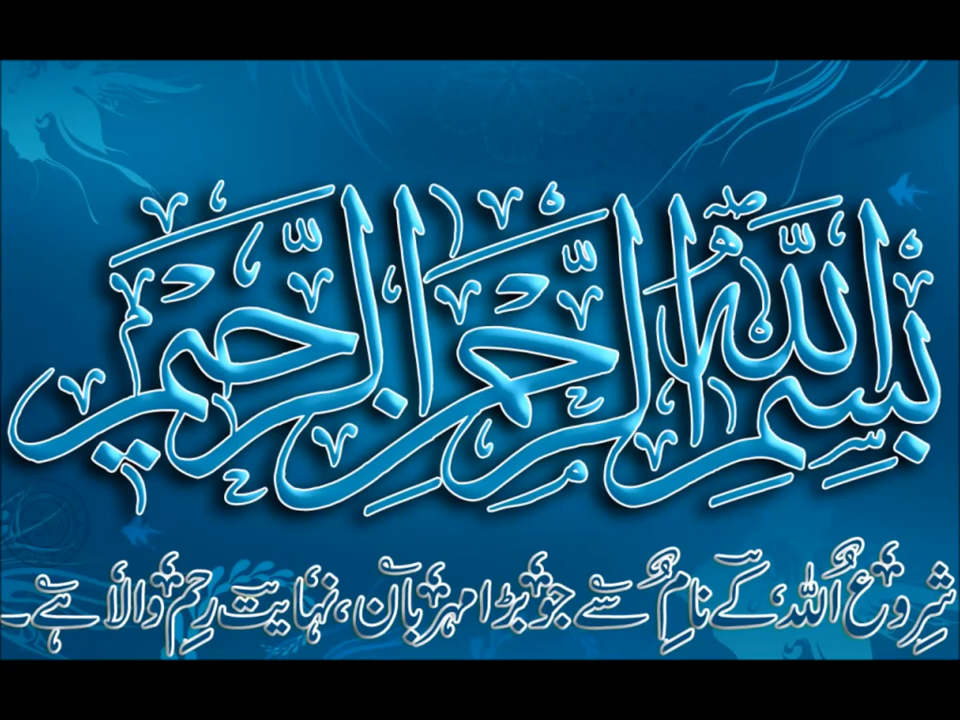 بِسْمِ اللّٰهِ الرَّحْمٰنِ الرَّحِيْمِ
شروع اللہ کے نام سے جو بڑا مہربان، نہایت رحم والا ہے۔